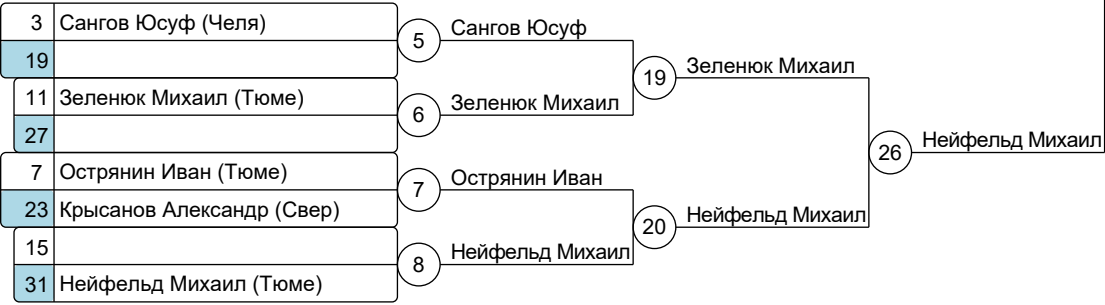 3 Сангов Юсуф (Челя)
19
5
Сангов Юсуф
11 Зеленюк Михаил (Тюме)
27
6
Зеленюк Михаил
19
Зеленюк Михаил
7 Острянин Иван (Тюме)
23 Крысанов Александр (Свер)
7
Острянин Иван
15
31 Нейфельд Михаил (Тюме)
8
Нейфельд Михаил
20
Нейфельд Михаил
26
Нейфельд Михаил